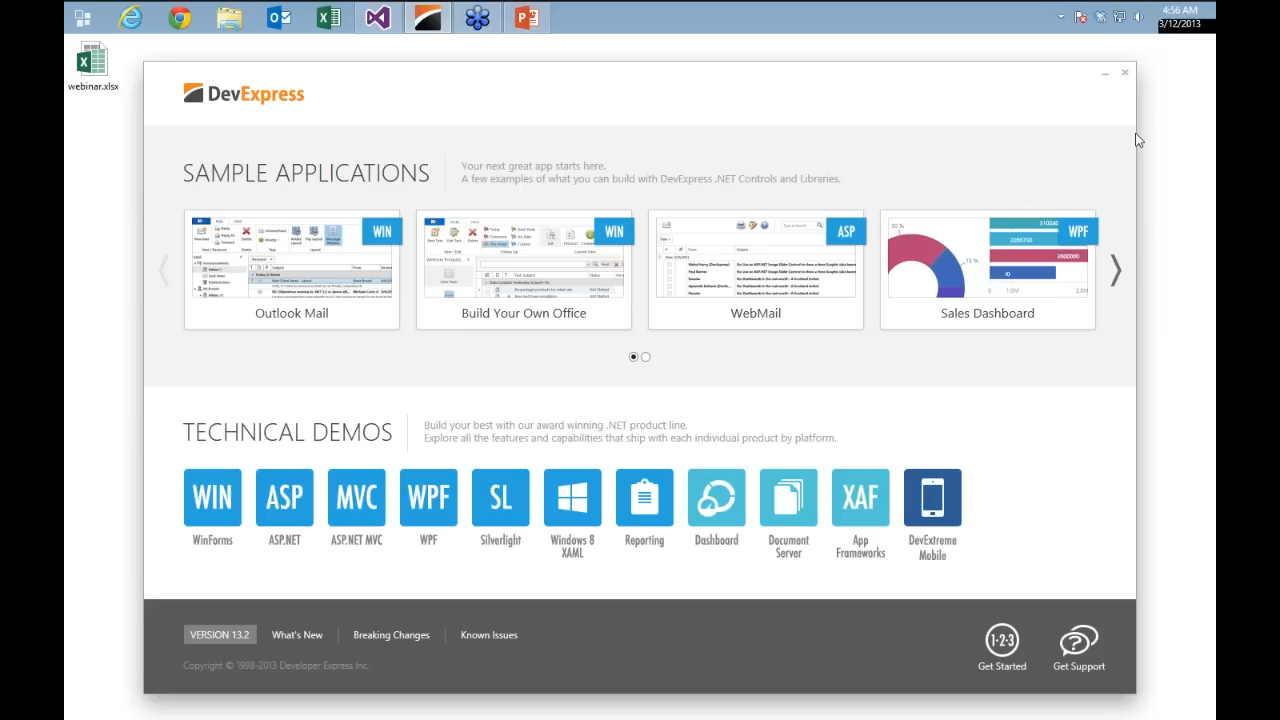 4:56 AM
3/12/2013
webinar.xlsx
DevExpress
SAMPLE APPLICATIONS
Your next great app starts here.
A few examples of what you can build with DevExpress .NET Controls and Libraries.
WIN
WIN
ASP
WPF
Outlook Mail
Build Your Own Office
WebMail
Sales Dashboard
TECHNICAL DEMOS
Build your best with our award winning .NET product line.
Explore all the features and capabilities that ship with each individual product by platform.
WIN ASP MVC WPF SL XAF
WinForms
ASP.NET
ASP.NET MVC
WPF
Silverlight
Windows 8
XAML
Reporting
Dashboard
Document
Server
App
Frameworks
DevExtreme
Mobile
VERSION 13.2
What's New
Breaking Changes
Known Issues
1·2·3
Get Started
Get Support
Copyright © 1998-2013 Developer Express Inc.